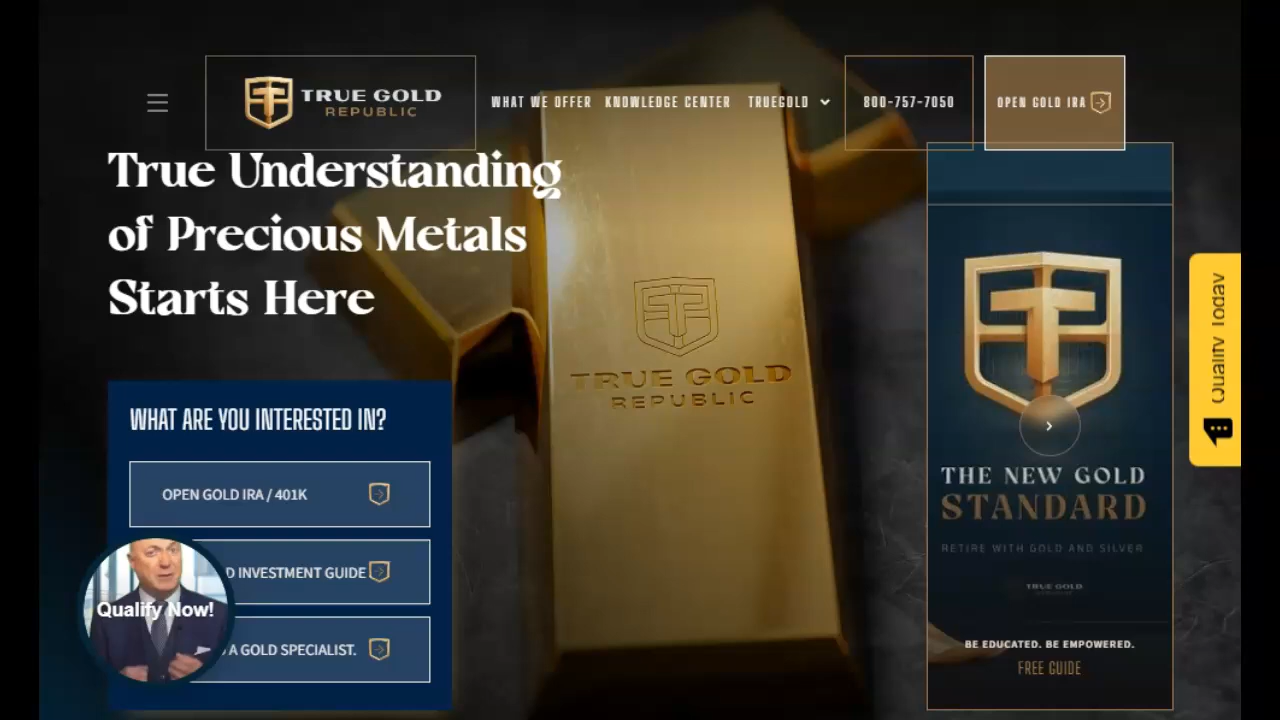 TRUE GOLD
REPUBLIC
WHAT WE OFFER
KNOWLEDGE CENTER
TRUEGOLD
800-757-7050
OPEN GOLD IRA
True Understanding
of Precious Metals
Starts Here
WHAT ARE YOU INTERESTED IN?
OPEN GOLD IRA / 401K
D INVESTMENT GUIDE
A GOLD SPECIALIST.
Qualify Now!
TRUE GOLD
REPUBLIC
THE NEW GOLD
STANDARD
RETIRE WITH GOLD AND SILVER
TRUE GOLD
BE EDUCATED. BE EMPOWERED.
FREE GUIDE
Qualify Today